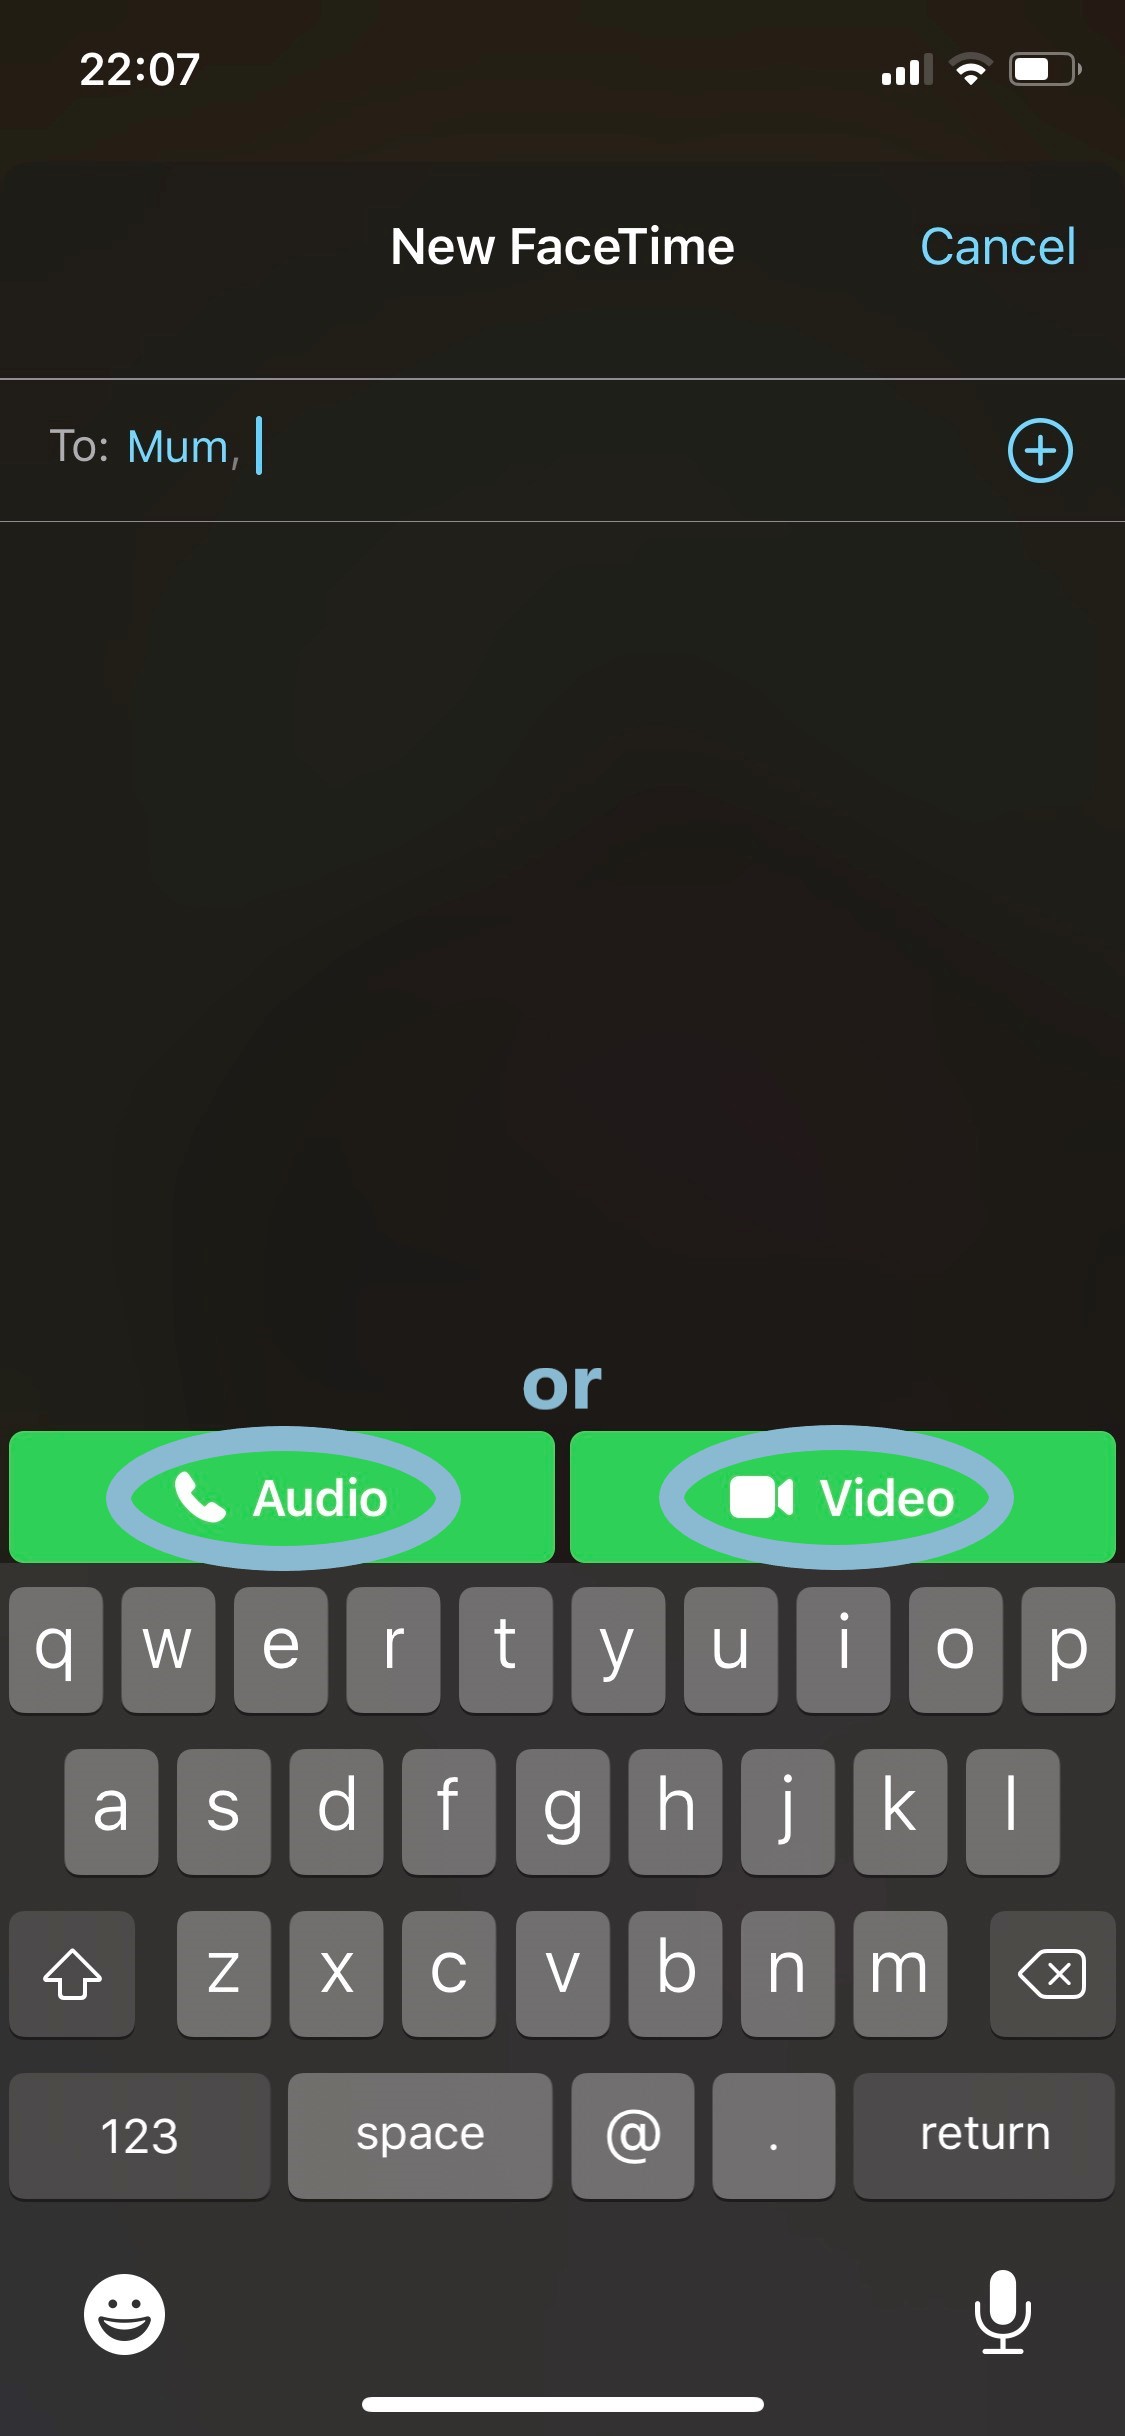 22:07
New FaceTime Cancel
To: Mum,
or
Audio Video
q w e r t y u i o p
a s d f g h j k l
z x c v b n m
123 space @ . return